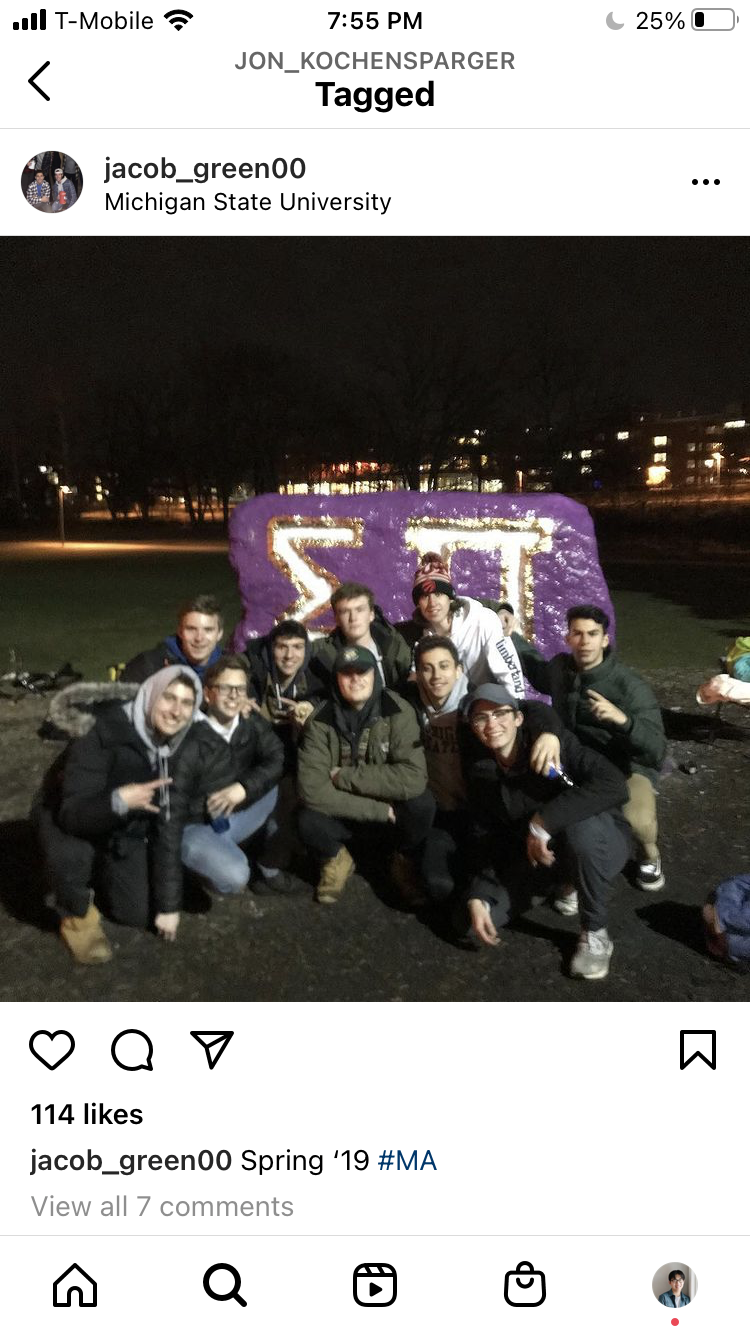 T-Mobile 7:55 PM 25%
JON_KOCHENSPARGER
Tagged
jacob_green00
Michigan State University
ΣΠ
Timberland
114 likes
jacob_green00 Spring ‘19 #MA
View all 7 comments